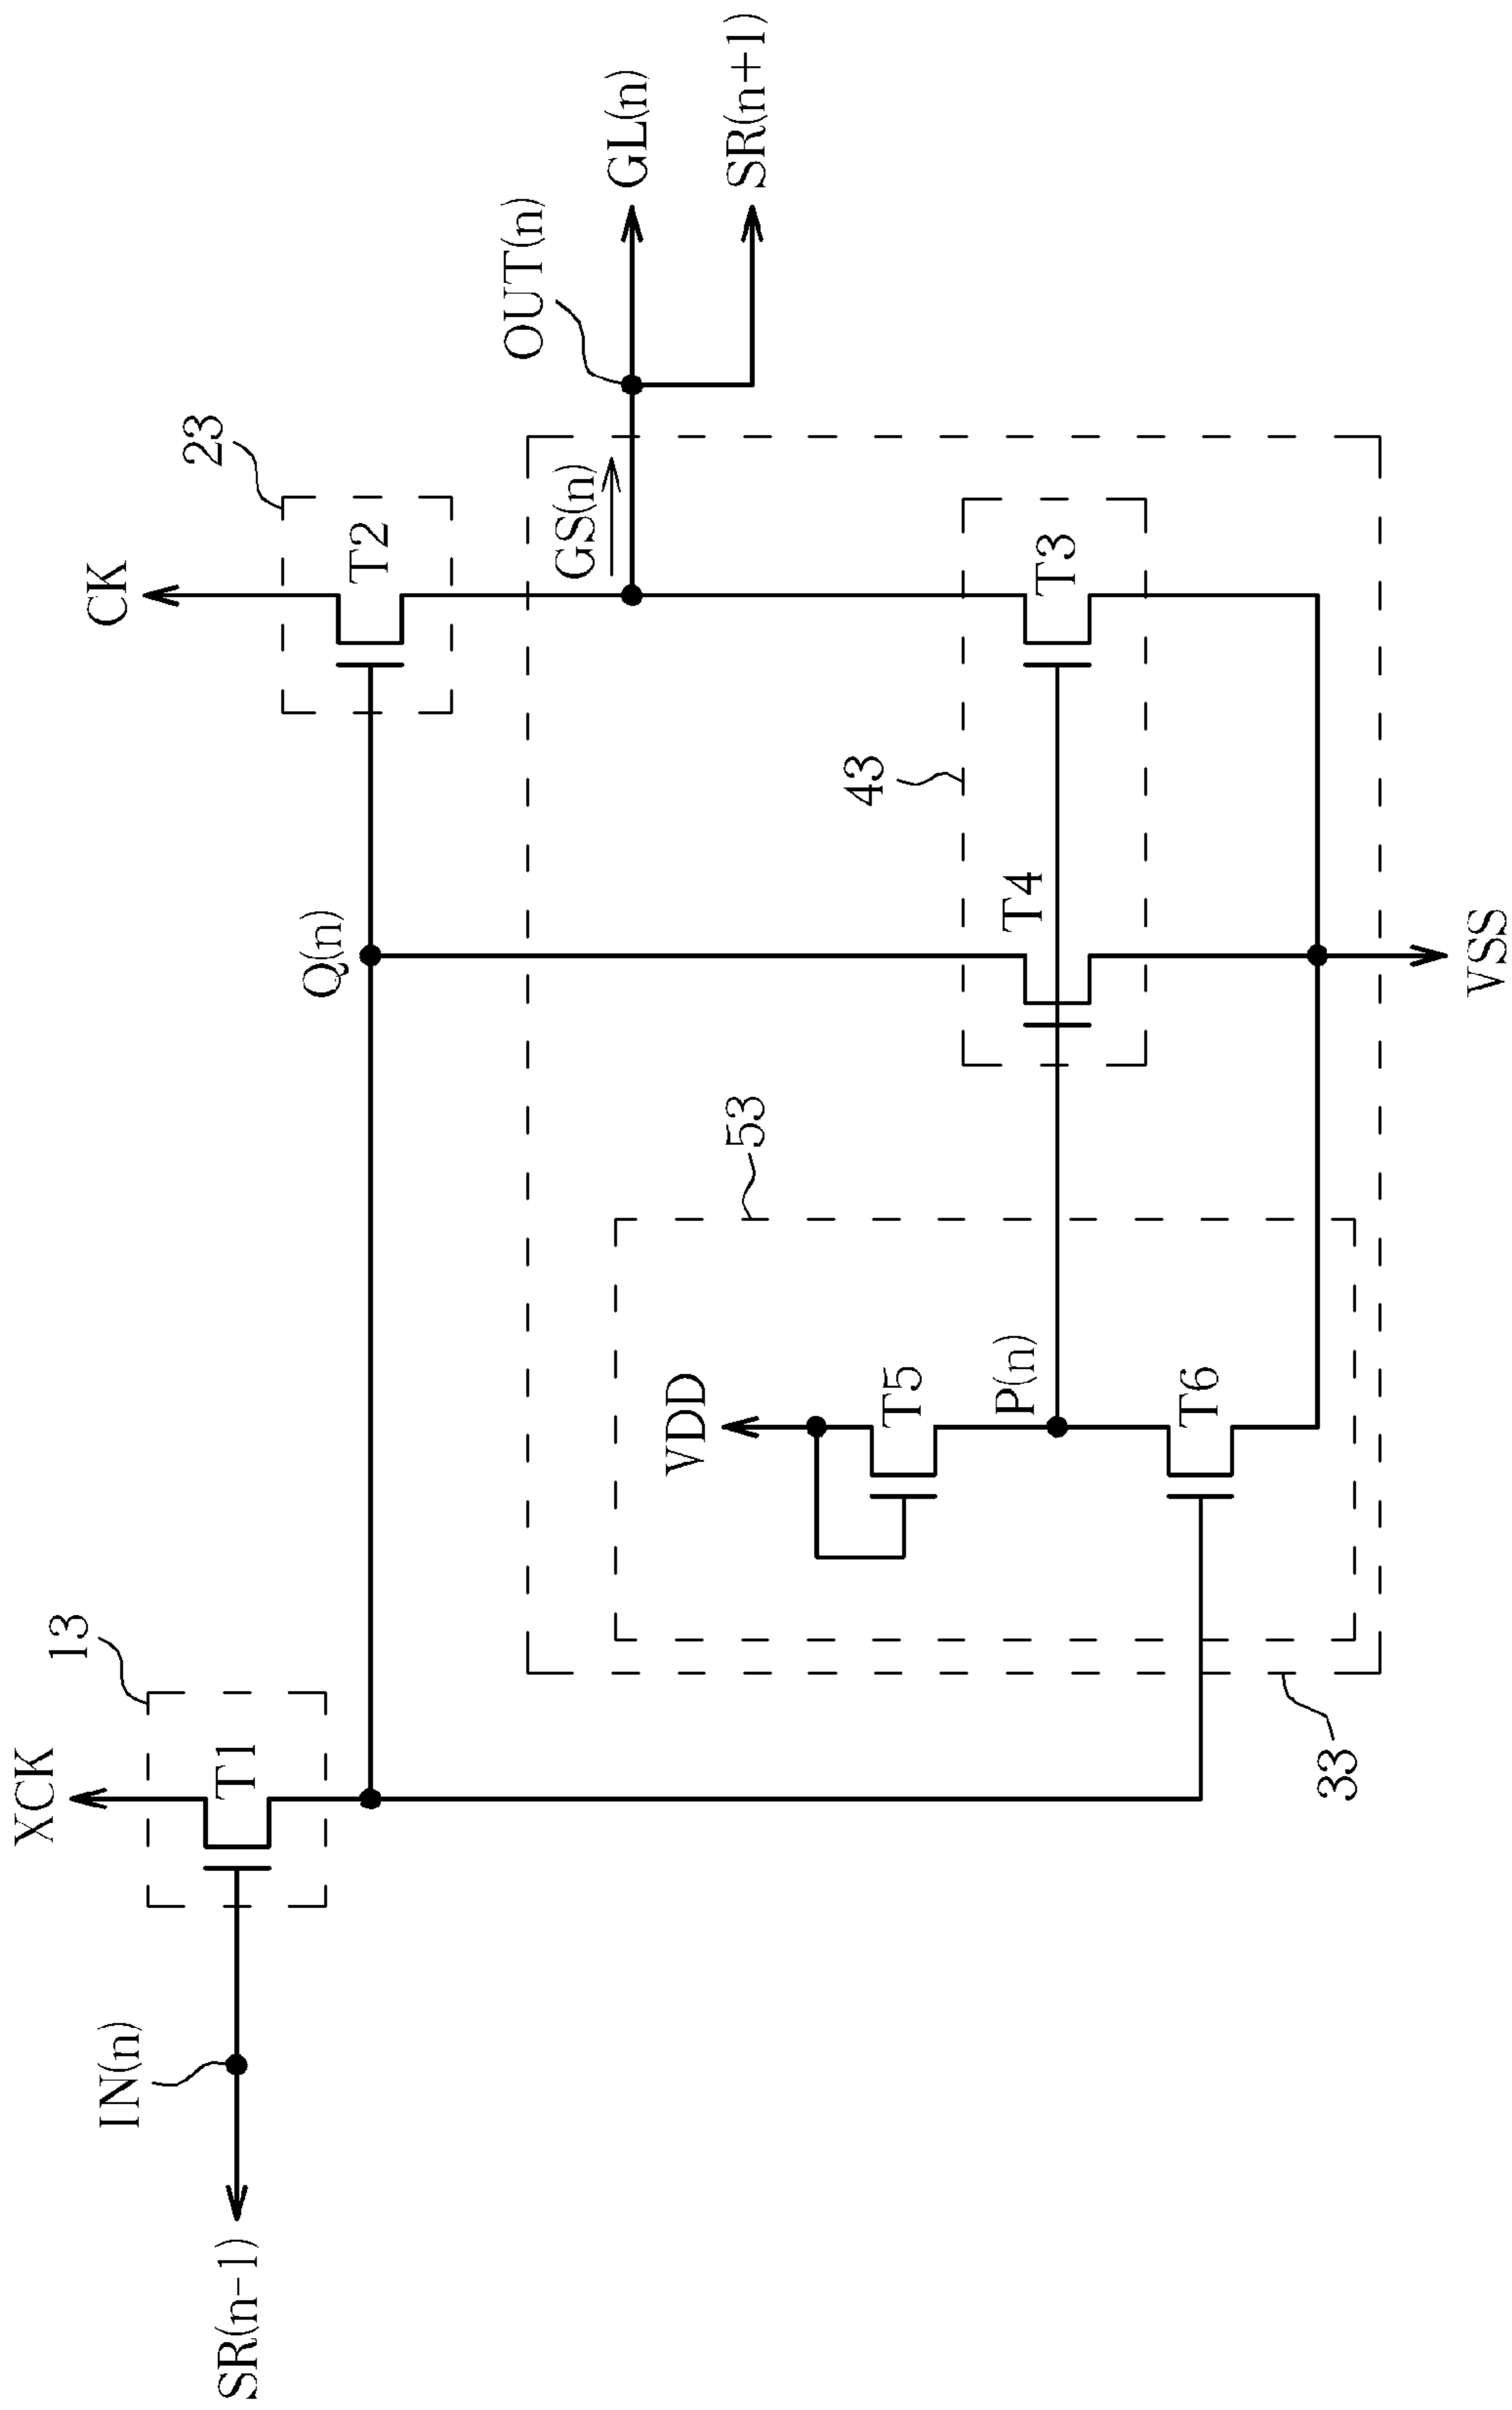 XCK
13
T1
IN(n)
SR(n-1)
CK
23
T2
Q(n)
OUT(n)
GL(n)
SR(n+1)
GS(n)
43
T3
T4
53
VDD
T5
P(n)
T6
33
VSS